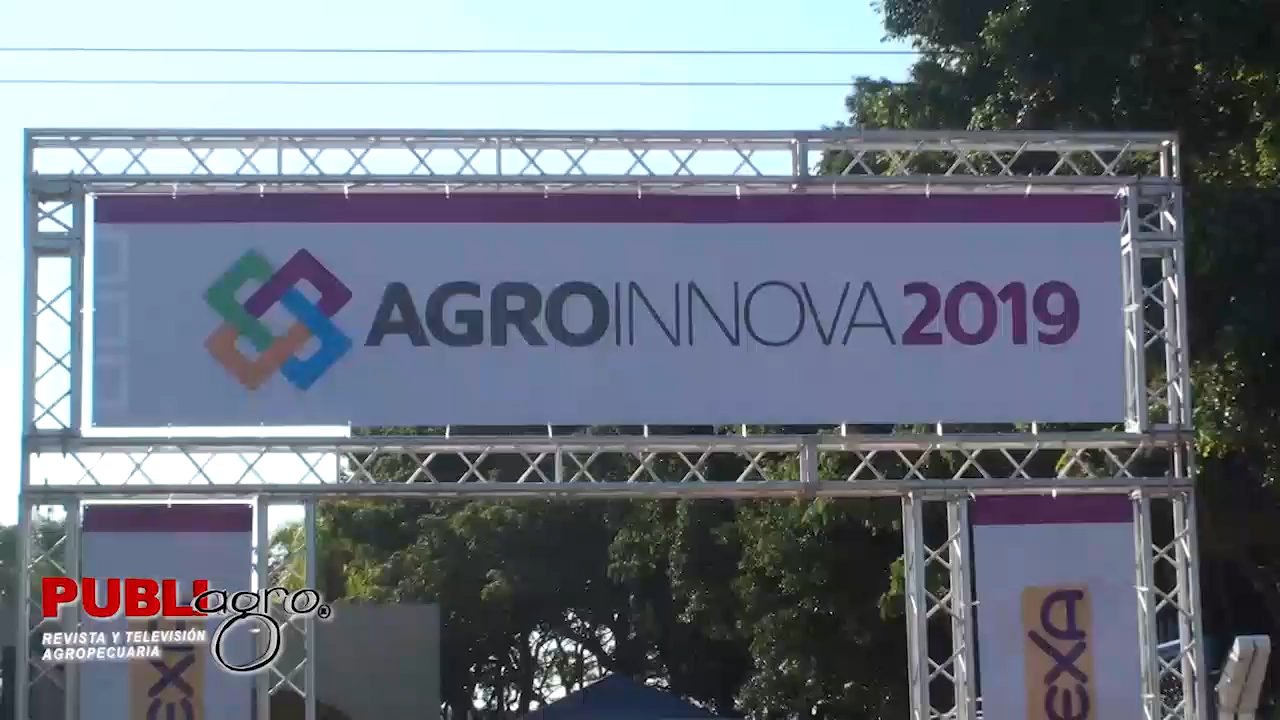 AGROINNOVA2019
PUBLIagro
REVISTA Y TELEVISIÓN
AGROPECUARIA